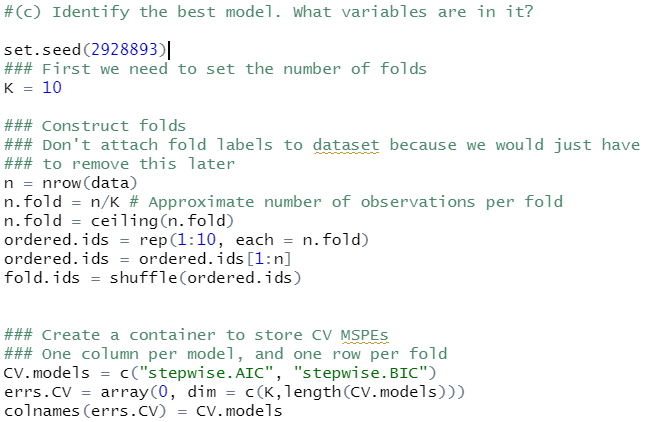 #(c) Identify the best model. What variables are in it?
set.seed(2928893)
### First we need to set the number of folds
K = 10
### Construct folds
### Don't attach fold labels to dataset because we would just have
### to remove this later
n = nrow(data)
n.fold = n/K # Approximate number of observations per fold
n.fold = ceiling(n.fold)
ordered.ids = rep(1:10, each = n.fold)
ordered.ids = ordered.ids[1:n]
fold.ids = shuffle(ordered.ids)
### Create a container to store CV MSPEs
### One column per model, and one row per fold
CV.models = c("stepwise.AIC", "stepwise.BIC")
errs.CV = array(0, dim = c(K,length(CV.models)))
colnames(errs.CV) = CV.models